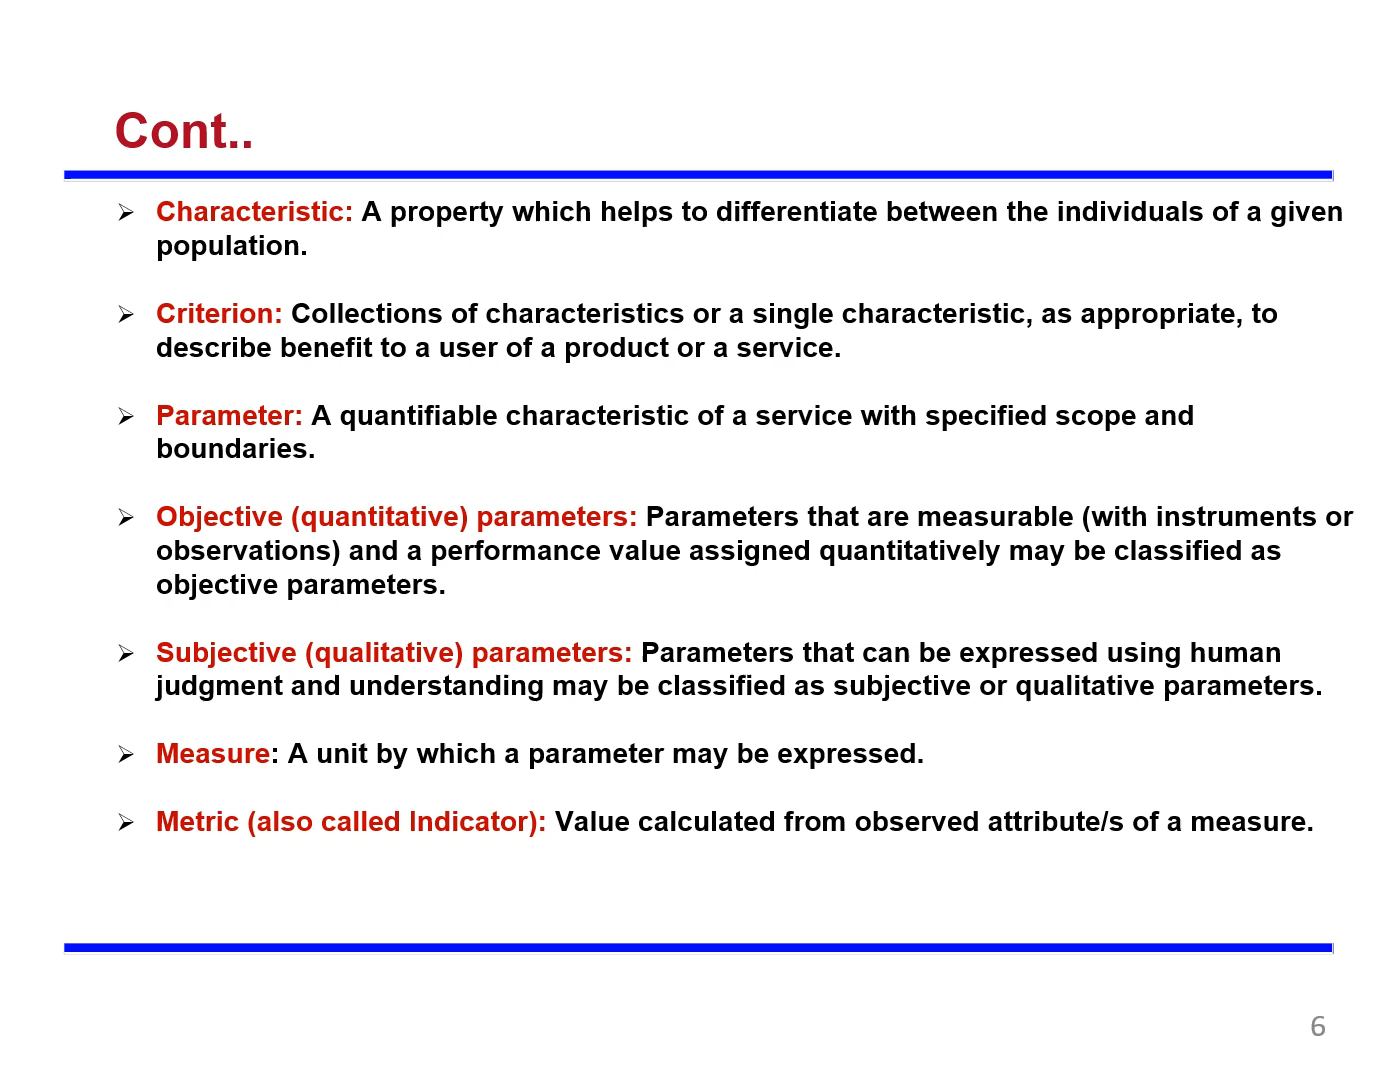 Cont..
➢ Characteristic: A property which helps to differentiate between the individuals of a given
population.
➢ Criterion: Collections of characteristics or a single characteristic, as appropriate, to
describe benefit to a user of a product or a service.
➢ Parameter: A quantifiable characteristic of a service with specified scope and
boundaries.
➢ Objective (quantitative) parameters: Parameters that are measurable (with instruments or
observations) and a performance value assigned quantitatively may be classified as
objective parameters.
➢ Subjective (qualitative) parameters: Parameters that can be expressed using human
judgment and understanding may be classified as subjective or qualitative parameters.
➢ Measure: A unit by which a parameter may be expressed.
➢ Metric (also called Indicator): Value calculated from observed attribute/s of a measure.
6